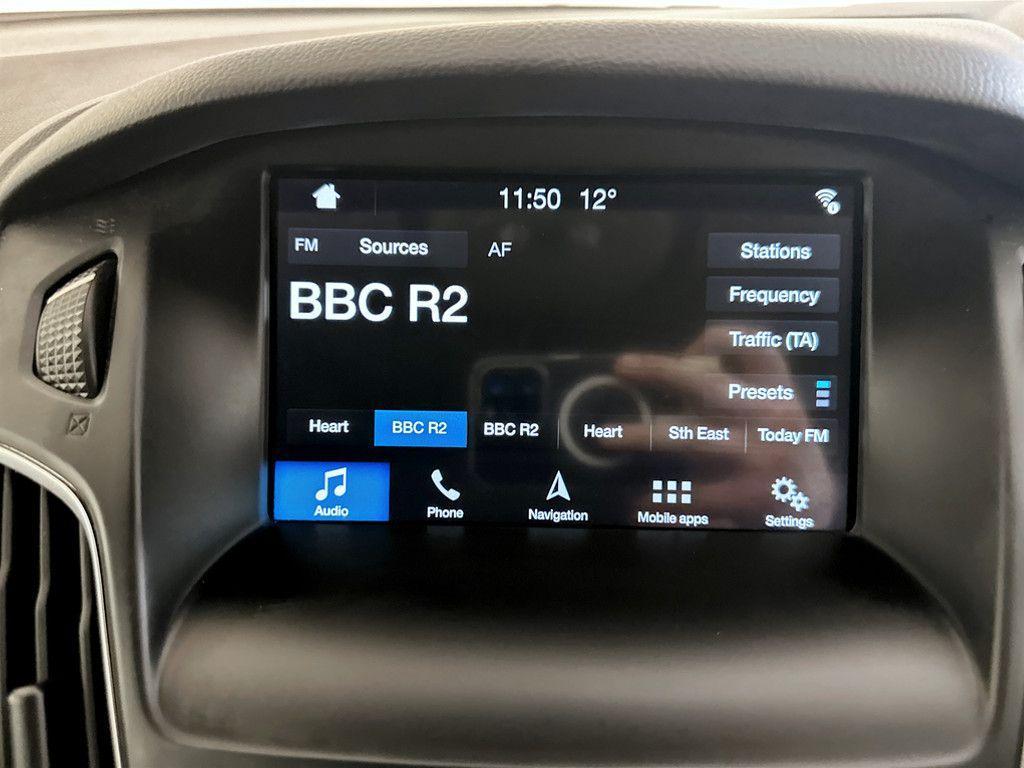 11:50 12°
FM Sources AF Stations
BBC R2
Frequency
Traffic (TA)
Presets
Heart BBC R2 BBC R2 Heart Sth East Today FM
Audio Phone Navigation Mobile apps Settings